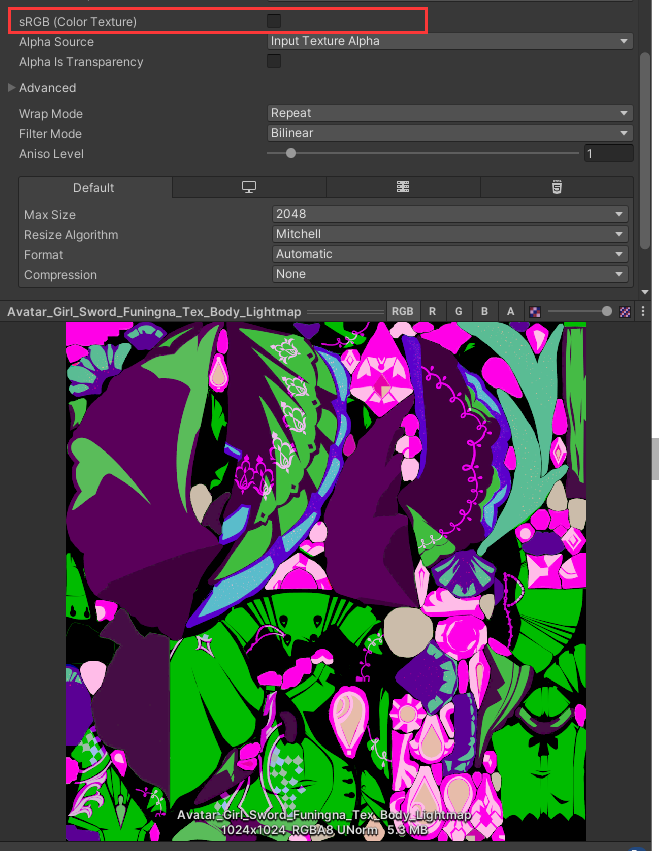 sRGB (Color Texture)
Alpha Source Input Texture Alpha
Alpha Is Transparency
Advanced
Wrap Mode Repeat
Filter Mode Bilinear
Aniso Level 1
Default
Max Size 2048
Resize Algorithm Mitchell
Format Automatic
Compression None
Avatar_Girl_Sword_Funingna_Tex_Body_Lightmap RGB R G B A
Avatar_Girl_Sword_Funingna_Tex_Body_Lightmap
1024x1024 RGBA8 UNorm 5.3 MB